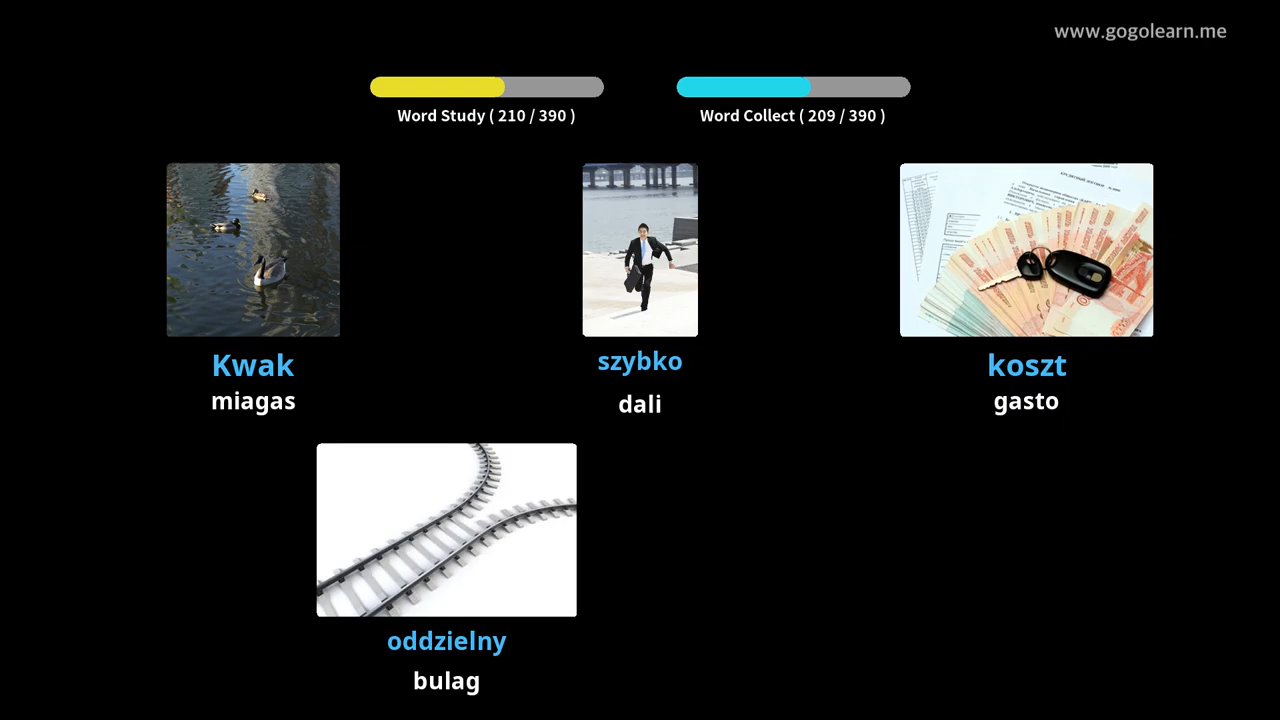 www.gogolearn.me
Word Study ( 210 / 390 )
Word Collect ( 209 / 390 )
Kwak
miagas
szybko
dali
koszt
gasto
oddzielny
bulag